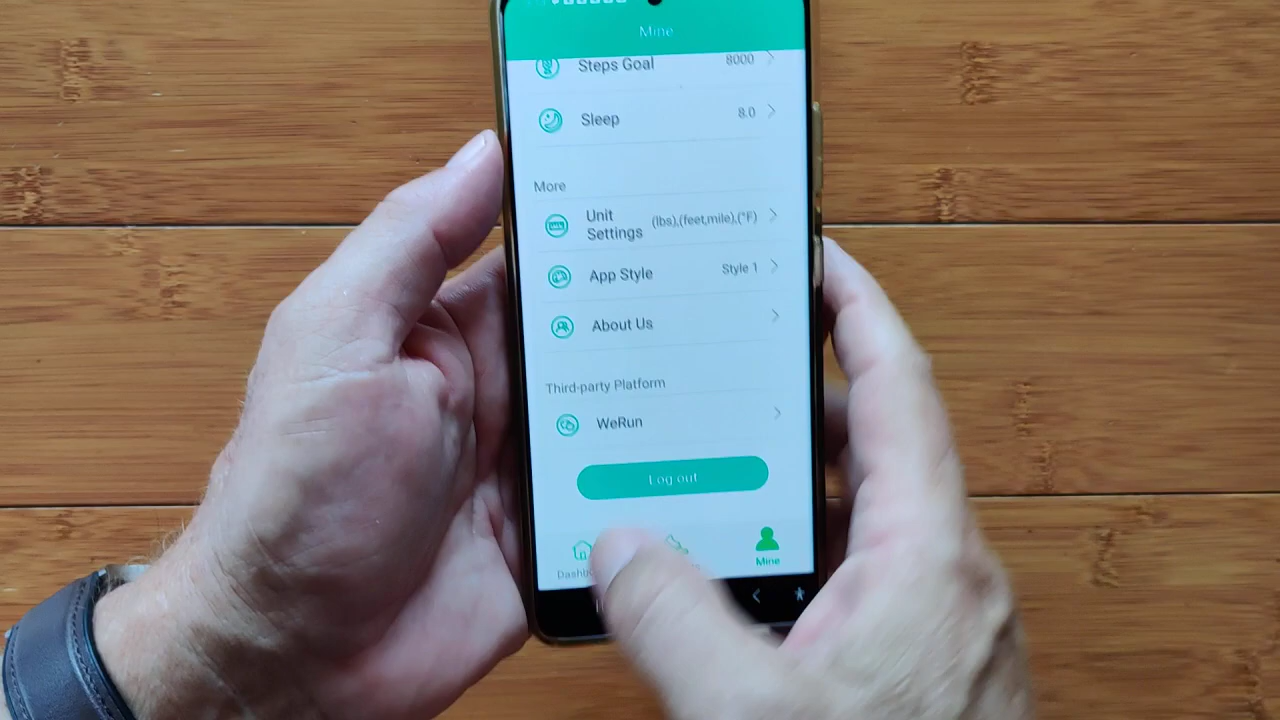 Mine
Steps Goal 8000
Sleep 8.0
More
Unit Settings (lbs),(feet,mile),(°F)
App Style Style 1
About Us
Third-party Platform
WeRun
Log out
Mine